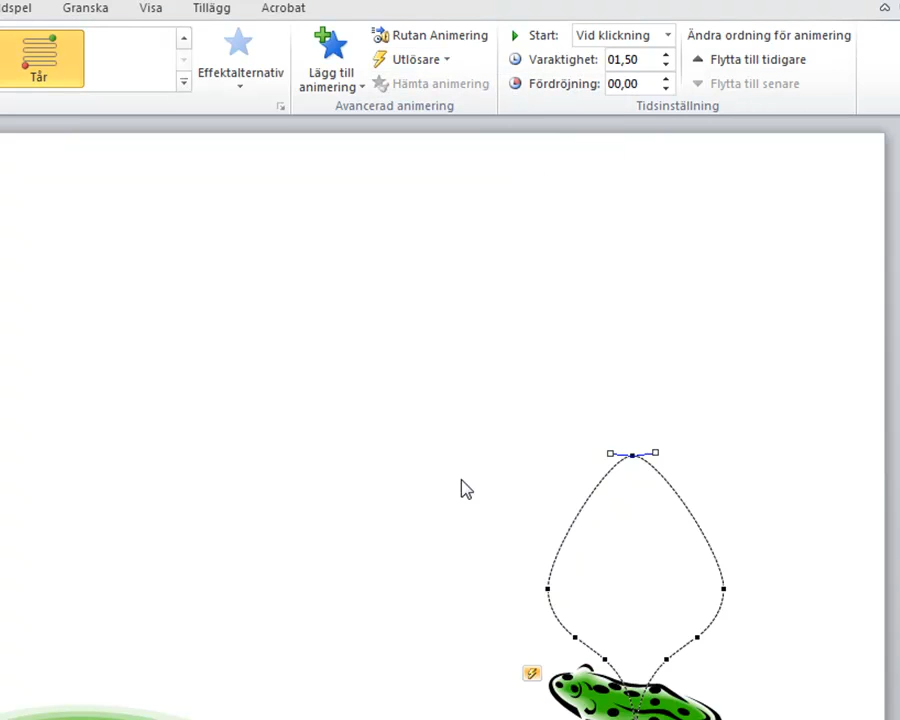 dspel Granska Visa Tillägg Acrobat
Tår
Effektalternativ
Lägg till
animering
Rutan Animering
Utlösare
Hämta animering
Avancerad animering
Start: Vid klickning
Varaktighet: 01,50
Fördröjning: 00,00
Ändra ordning för animering
Flytta till tidigare
Flytta till senare
Tidsinställning